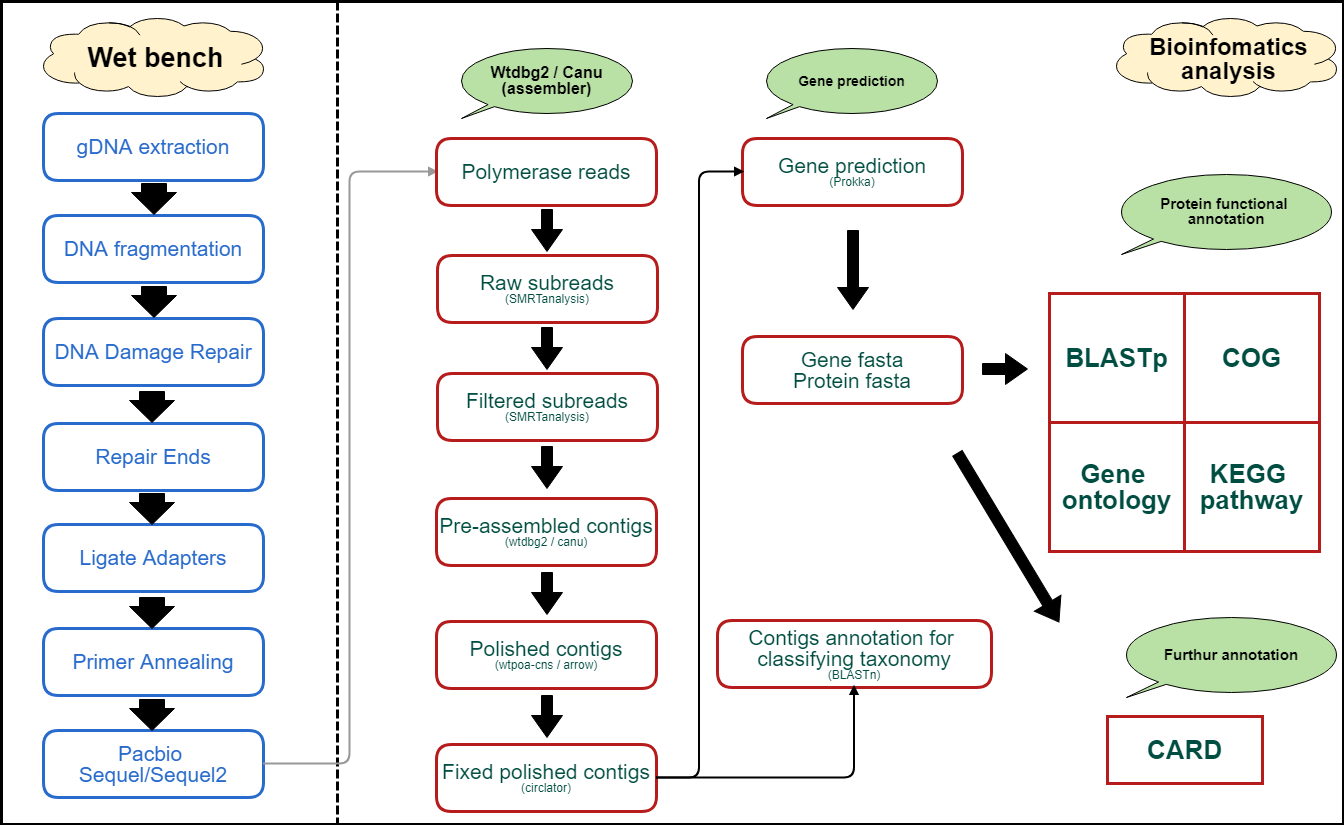 Wet bench
gDNA extraction
DNA fragmentation
DNA Damage Repair
Repair Ends
Ligate Adapters
Primer Annealing
Pacbio
Sequel/Sequel2
Wtdbg2 / Canu
(assembler)
Polymerase reads
Raw subreads
(SMRTanalysis)
Filtered subreads
(SMRTanalysis)
Pre-assembled contigs
(wtdbg2 / canu)
Polished contigs
(wtpoa-cns / arrow)
Fixed polished contigs
(circlator)
Gene prediction
Gene prediction
(Prokka)
Gene fasta
Protein fasta
Contigs annotation for
classifying taxonomy
(BLASTn)
Bioinfomatics
analysis
Protein functional
annotation
BLASTp
COG
Gene
ontology
KEGG
pathway
Furthur annotation
CARD